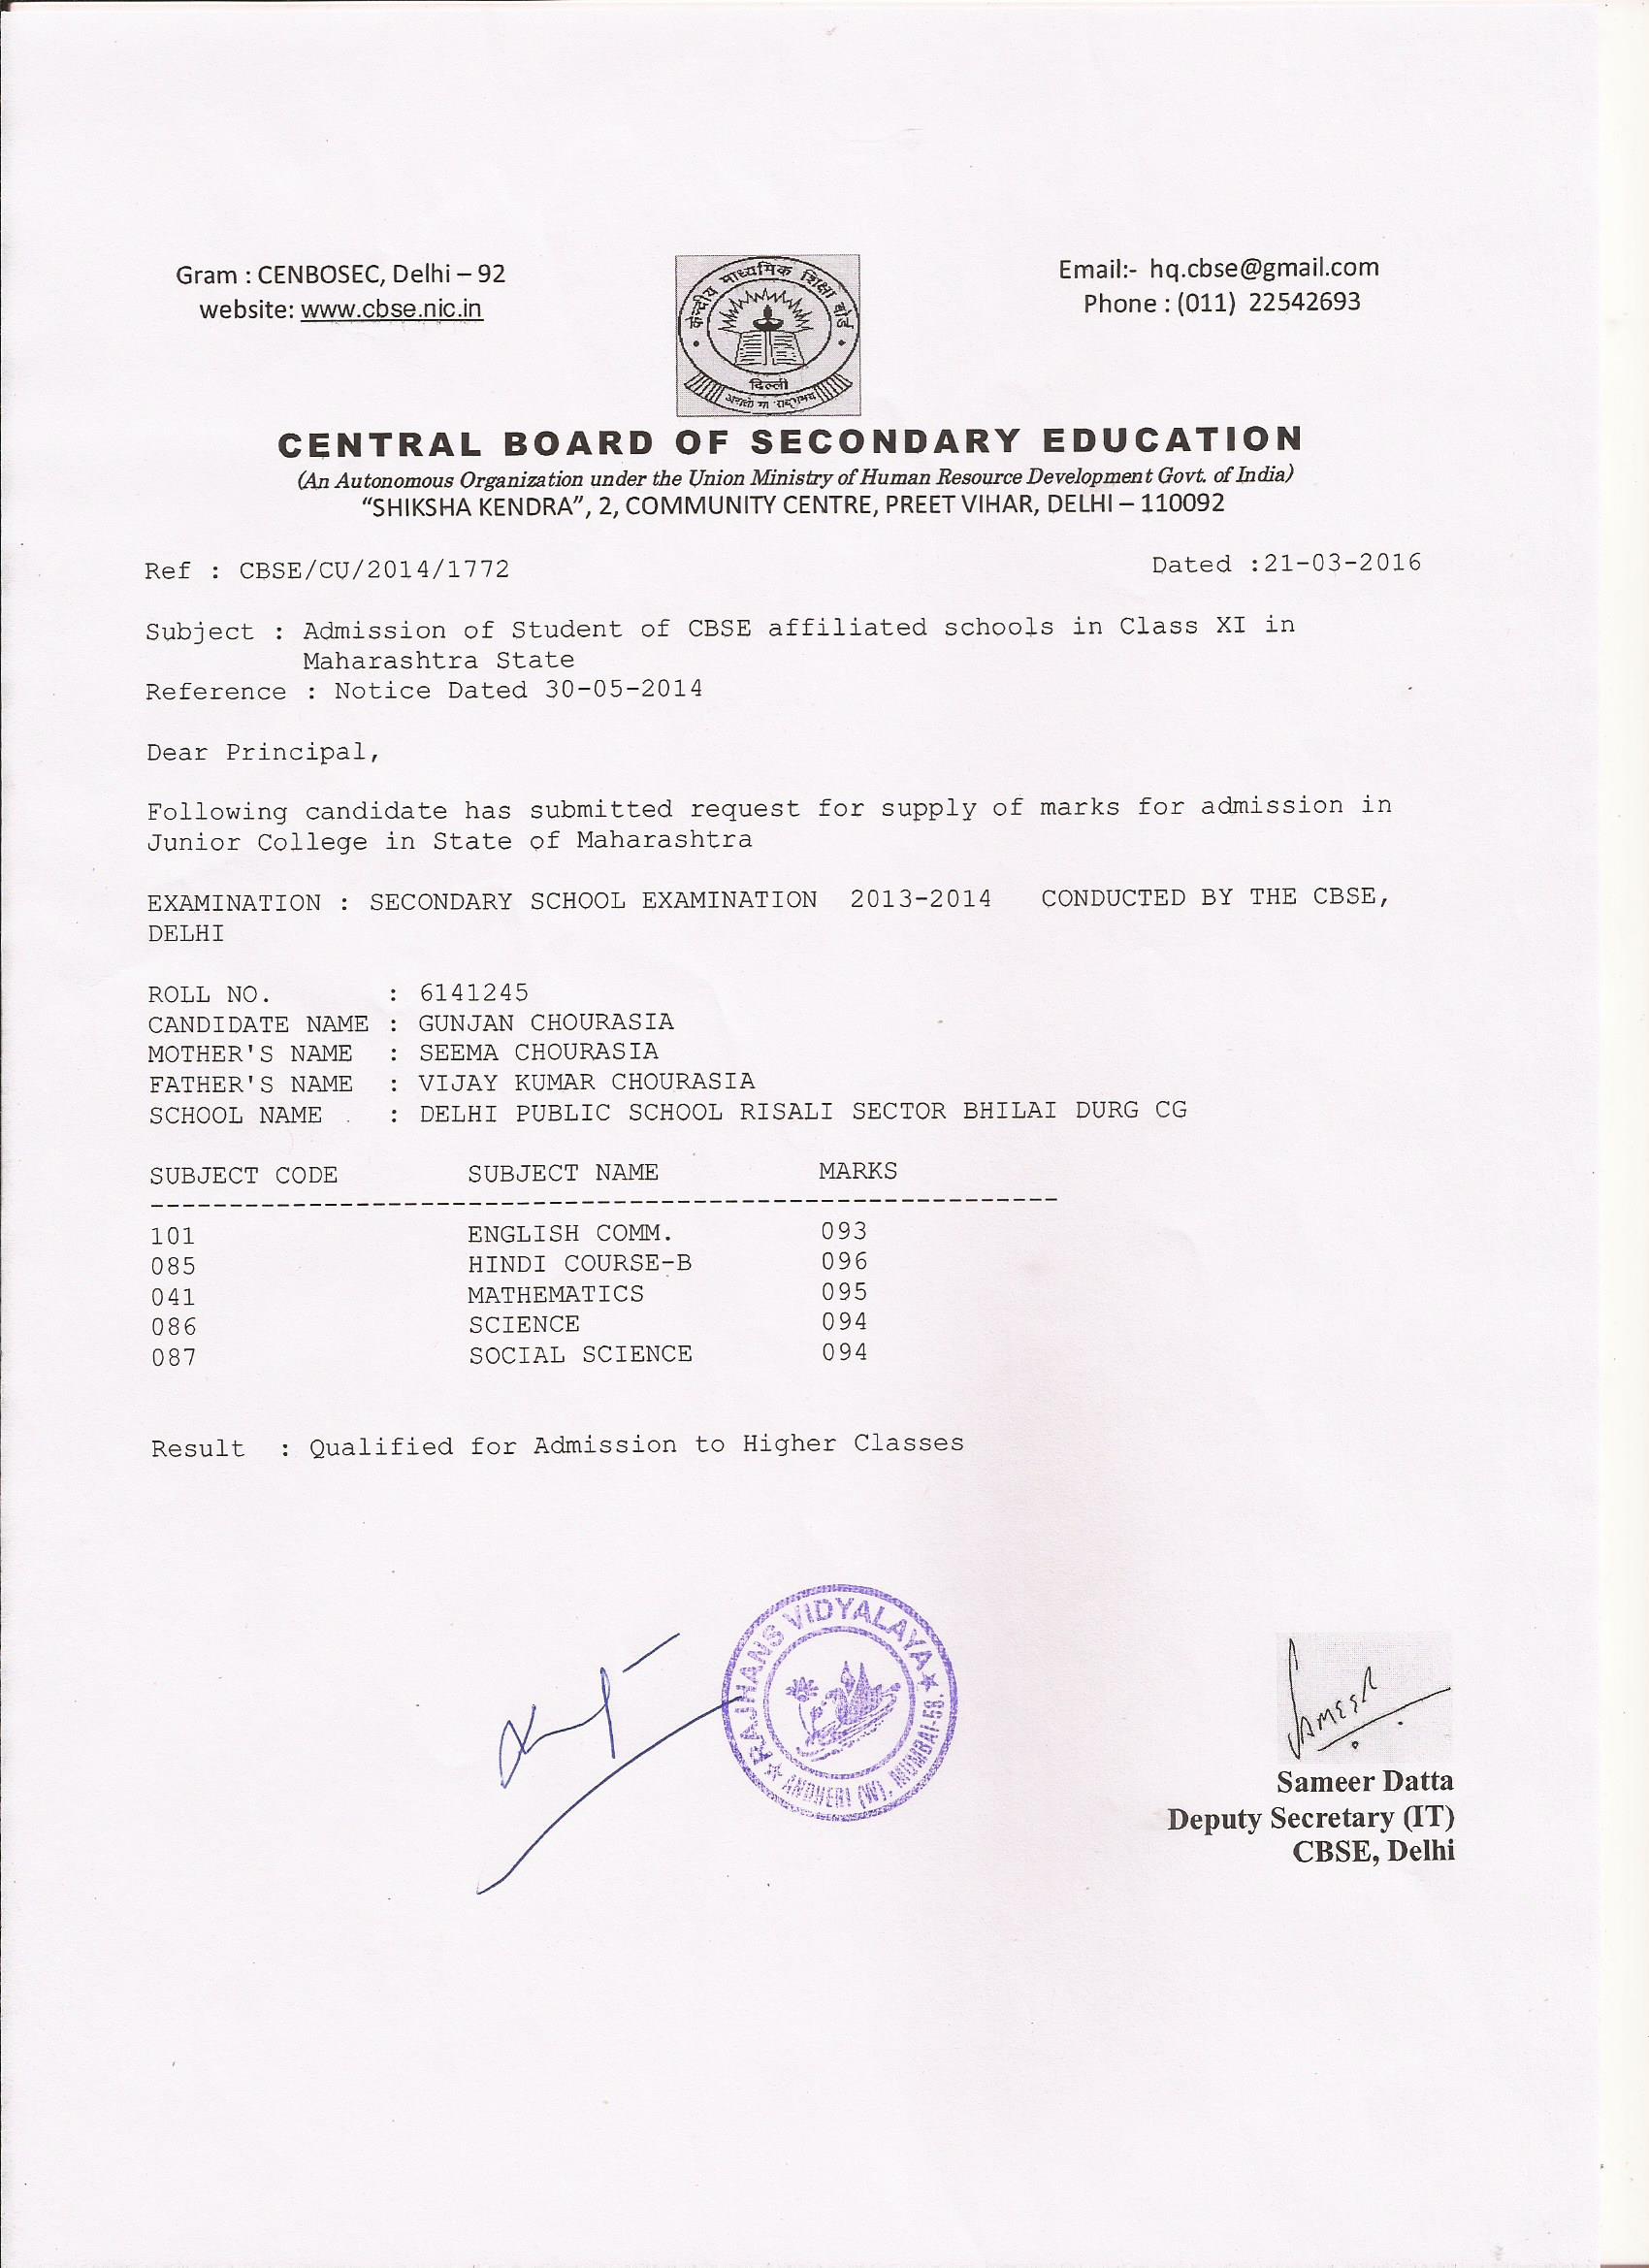 Gram : CENBOSEC, Delhi – 92
website: www.cbse.nic.in
केन्द्रीय माध्यमिक शिक्षा बोर्ड
दिल्ली
Email:- hq.cbse@gmail.com
Phone : (011) 22542693
CENTRAL BOARD OF SECONDARY EDUCATION
(An Autonomous Organization under the Union Ministry of Human Resource Development Govt. of India)
“SHIKSHA KENDRA”, 2, COMMUNITY CENTRE, PREET VIHAR, DELHI – 110092
Ref : CBSE/CU/2014/1772 Dated :21-03-2016
Subject : Admission of Student of CBSE affiliated schools in Class XI in
Maharashtra State
Reference : Notice Dated 30-05-2014
Dear Principal,
Following candidate has submitted request for supply of marks for admission in
Junior College in State of Maharashtra
EXAMINATION : SECONDARY SCHOOL EXAMINATION 2013-2014 CONDUCTED BY THE CBSE,
DELHI
ROLL NO. : 6141245
CANDIDATE NAME : GUNJAN CHOURASIA
MOTHER'S NAME : SEEMA CHOURASIA
FATHER'S NAME : VIJAY KUMAR CHOURASIA
SCHOOL NAME : DELHI PUBLIC SCHOOL RISALI SECTOR BHILAI DURG CG
SUBJECT CODE SUBJECT NAME MARKS
----------------------------------------------------------
101 ENGLISH COMM. 093
085 HINDI COURSE-B 096
041 MATHEMATICS 095
086 SCIENCE 094
087 SOCIAL SCIENCE 094
Result : Qualified for Admission to Higher Classes
RAJHANS VIDYALAYA
ANDHERI (W), MUMBAI-58.
SAMEER
Sameer Datta
Deputy Secretary (IT)
CBSE, Delhi